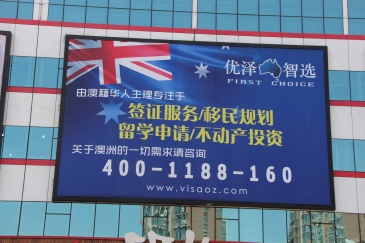 优泽 智选
FIRST CHOICE
由澳籍华人主理专注于
签证服务/移民规划
留学申请/不动产投资
关于澳洲的一切需求请咨询
400-1188-160
www.visaoz.com